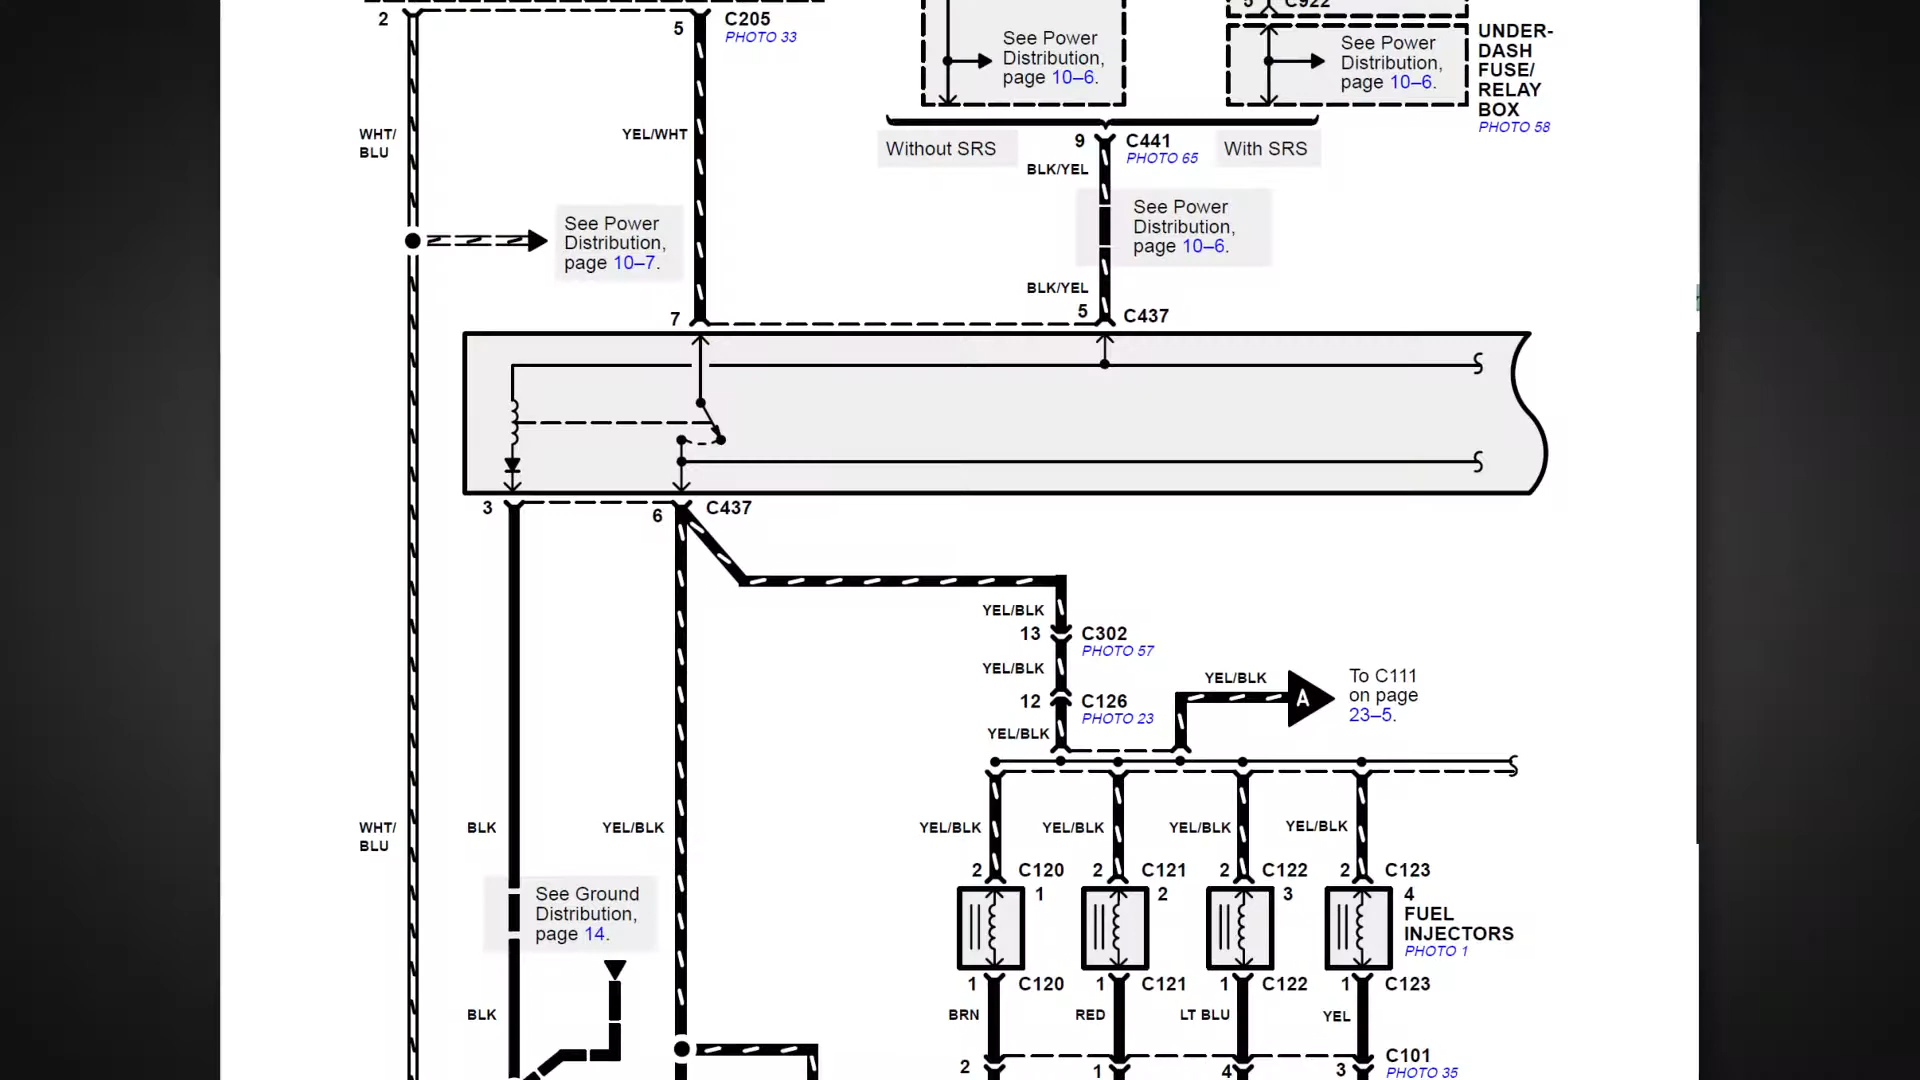 2
5
C205
PHOTO 33
See Power
Distribution,
page 10–6.
5
C922
See Power
Distribution,
page 10–6.
UNDER-
DASH
FUSE/
RELAY
BOX
PHOTO 58
WHT/
BLU
YEL/WHT
Without SRS
9
C441
PHOTO 65
With SRS
BLK/YEL
See Power
Distribution,
page 10–7.
See Power
Distribution,
page 10–6.
BLK/YEL
7
5
C437
3
6
C437
YEL/BLK
13
C302
PHOTO 57
YEL/BLK
12
C126
PHOTO 23
YEL/BLK
YEL/BLK
A
To C111
on page
23–5.
WHT/
BLU
BLK
YEL/BLK
YEL/BLK
YEL/BLK
YEL/BLK
YEL/BLK
2
C120
2
C121
2
C122
2
C123
1
2
3
4
FUEL
INJECTORS
PHOTO 1
See Ground
Distribution,
page 14.
1
C120
1
C121
1
C122
1
C123
BLK
BRN
RED
LT BLU
YEL
2
1
4
3
C101
PHOTO 35